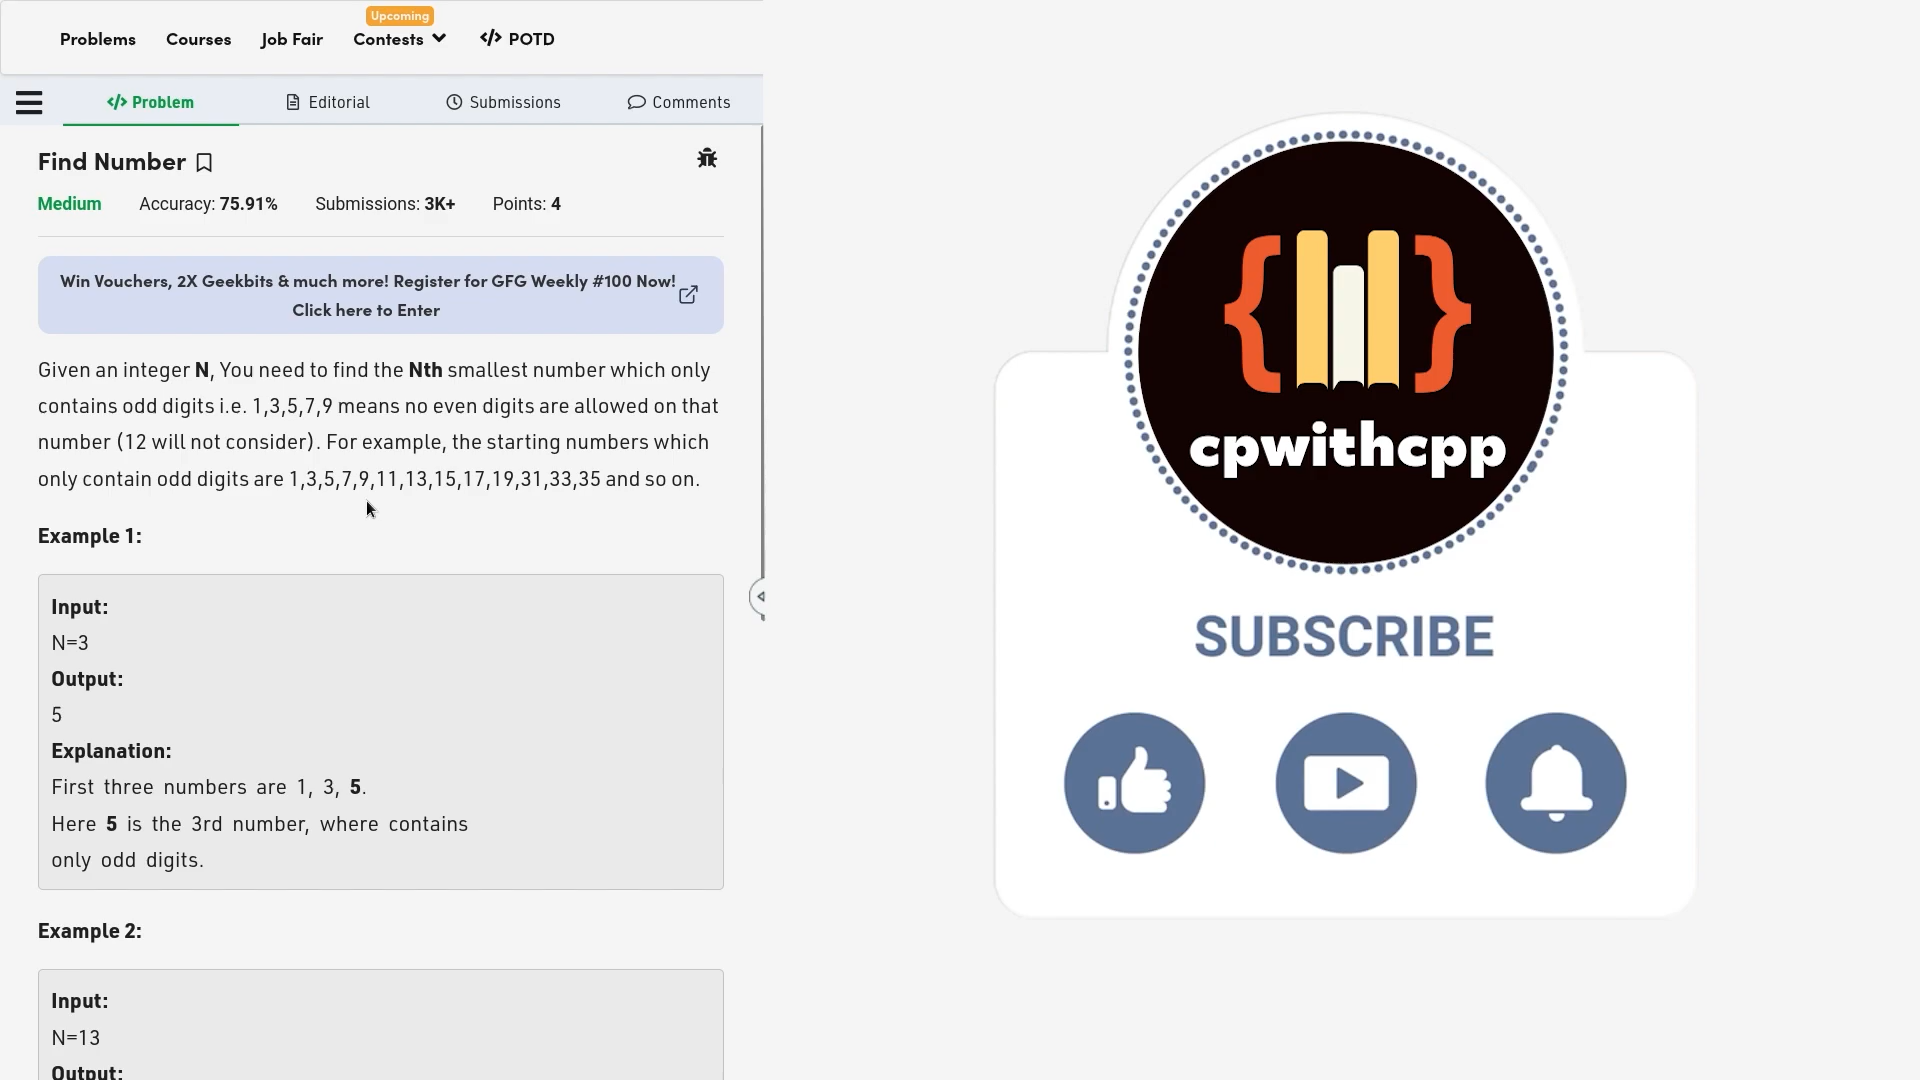 Upcoming
Problems Courses Job Fair Contests </> POTD
</> Problem Editorial Submissions Comments
Find Number
Medium Accuracy: 75.91% Submissions: 3K+ Points: 4
Win Vouchers, 2X Geekbits & much more! Register for GFG Weekly #100 Now!
Click here to Enter
Given an integer N, You need to find the Nth smallest number which only
contains odd digits i.e. 1,3,5,7,9 means no even digits are allowed on that
number (12 will not consider). For example, the starting numbers which
only contain odd digits are 1,3,5,7,9,11,13,15,17,19,31,33,35 and so on.
Example 1:
Input:
N=3
Output:
5
Explanation:
First three numbers are 1, 3, 5.
Here 5 is the 3rd number, where contains
only odd digits.
Example 2:
Input:
N=13
Output:
cpwithcpp
SUBSCRIBE